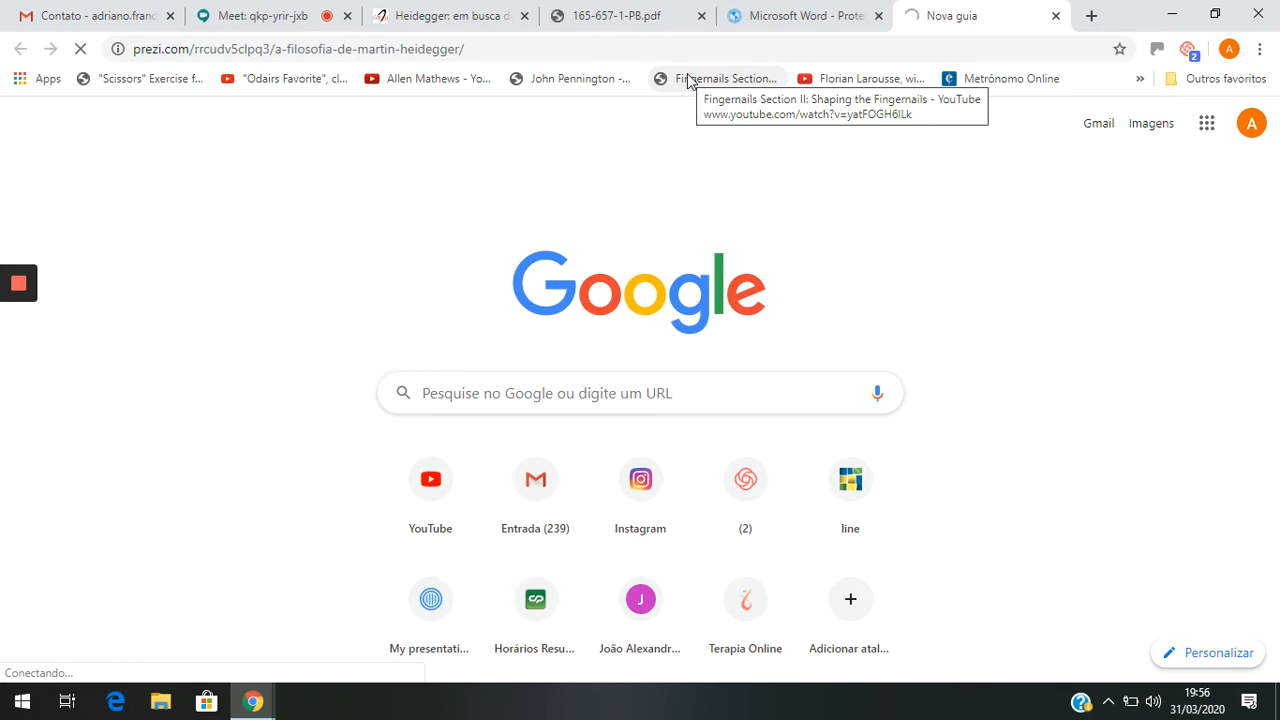 Contato - adriano.franc
Meet: qkp-yrir-jxb
Heidegger: em busca d
165-657-1-PB.pdf
Microsoft Word - Prote
Nova guia
prezi.com/rrcudv5clpq3/a-filosofia-de-martin-heidegger/
2
A
Apps
"Scissors" Exercise f...
"Odairs Favorite", cl...
Allen Mathews - Yo...
John Pennington -...
Fingernails Section...
Florian Larousse, wi...
Metrônomo Online
»
Outros favoritos
Fingernails Section II: Shaping the Fingernails - YouTube
www.youtube.com/watch?v=yatFOGH6ILk
Gmail
Imagens
A
Google
Pesquise no Google ou digite um URL
YouTube
Entrada (239)
Instagram
(2)
line
J
My presentati...
Horários Resu...
João Alexandr...
Terapia Online
Adicionar atal...
Personalizar
Conectando...
19:56
31/03/2020